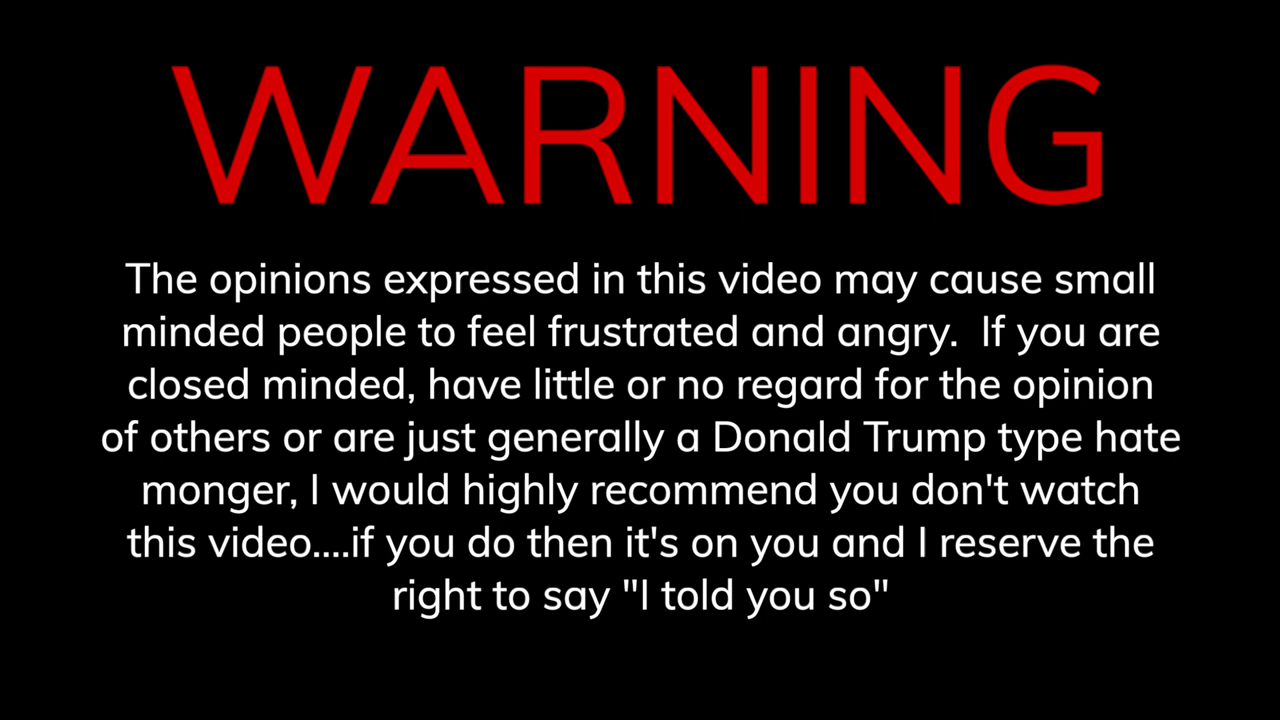 WARNING
The opinions expressed in this video may cause small
minded people to feel frustrated and angry.  If you are
closed minded, have little or no regard for the opinion
of others or are just generally a Donald Trump type hate
monger, I would highly recommend you don't watch
this video....if you do then it's on you and I reserve the
right to say "I told you so"